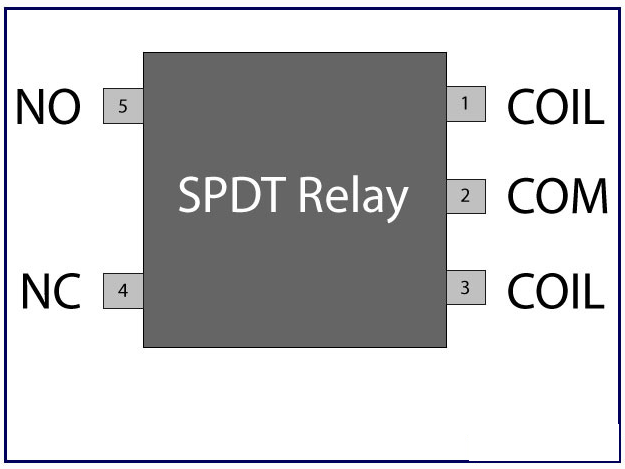 NO 5 1 COIL
SPDT Relay
2 COM
NC 4 3 COIL